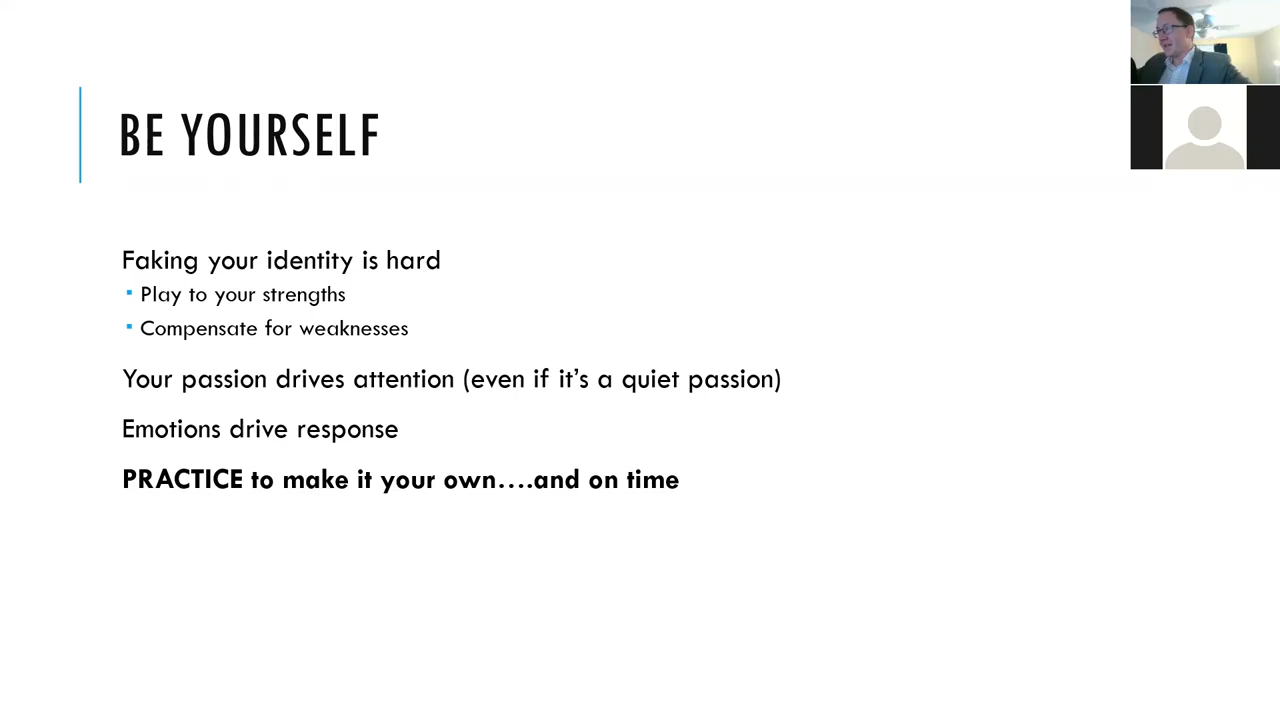 BE YOURSELF
Faking your identity is hard
▪ Play to your strengths
▪ Compensate for weaknesses
Your passion drives attention (even if it’s a quiet passion)
Emotions drive response
PRACTICE to make it your own….and on time